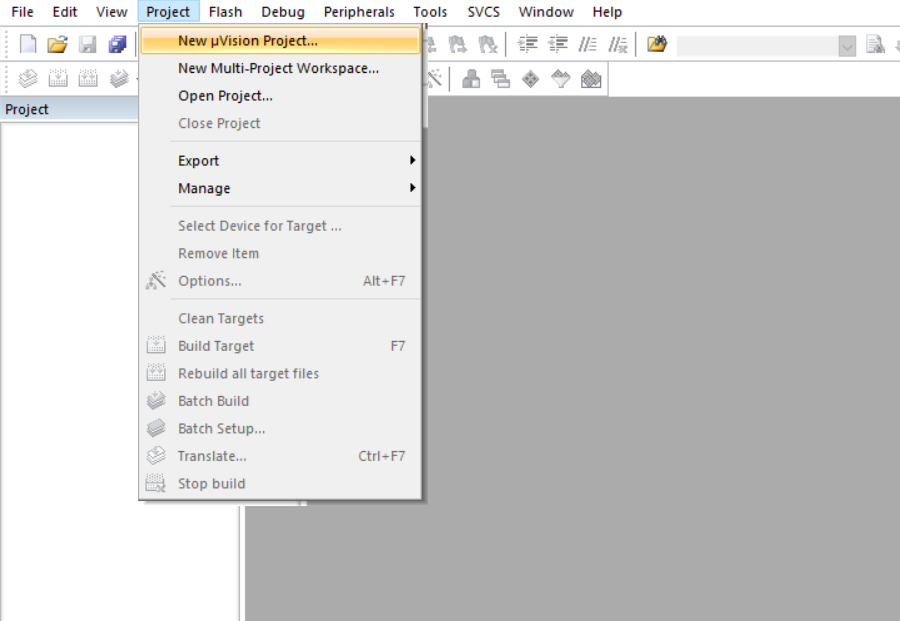 File Edit View Project Flash Debug Peripherals Tools SVCS Window Help
New µVision Project...
New Multi-Project Workspace...
Open Project...
Close Project
Project
Export
Manage
Select Device for Target ...
Remove Item
Options... Alt+F7
Clean Targets
Build Target F7
Rebuild all target files
Batch Build
Batch Setup...
Translate... Ctrl+F7
Stop build